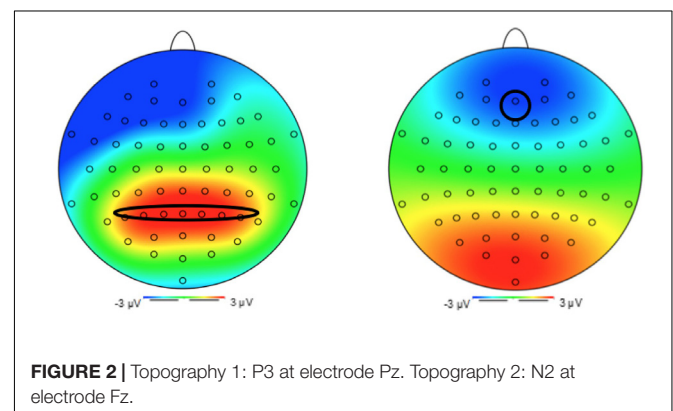 -3 µV 3 µV -3 µV 3 µV
FIGURE 2 | Topography 1: P3 at electrode Pz. Topography 2: N2 at
electrode Fz.